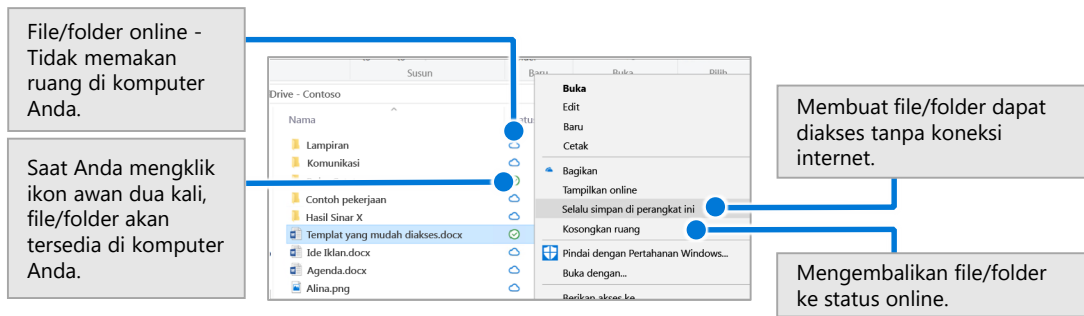 File/folder online -
Tidak memakan
ruang di komputer
Anda.
Saat Anda mengklik
ikon awan dua kali,
file/folder akan
tersedia di komputer
Anda.
Susun
Baru
Buka
Pilih
Drive - Contoso
Nama
Lampiran
Komunikasi
Contoh pekerjaan
Hasil Sinar X
Templat yang mudah diakses.docx
Ide Iklan.docx
Agenda.docx
Alina.png
Buka
Edit
Baru
Cetak
Bagikan
Tampilkan online
Selalu simpan di perangkat ini
Kosongkan ruang
Pindai dengan Pertahanan Windows...
Buka dengan...
Berikan akses ke
Membuat file/folder dapat
diakses tanpa koneksi
internet.
Mengembalikan file/folder
ke status online.